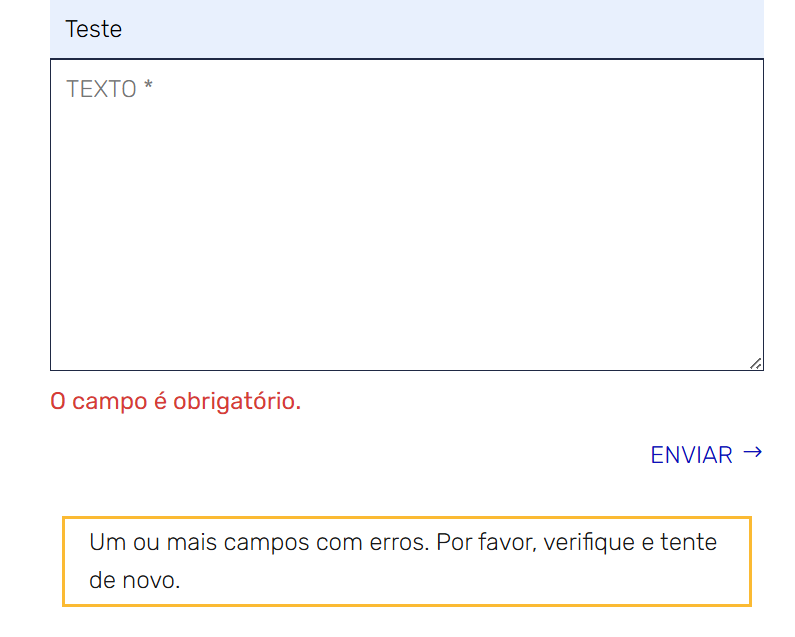 Teste
TEXTO *
O campo é obrigatório.
ENVIAR →
Um ou mais campos com erros. Por favor, verifique e tente
de novo.